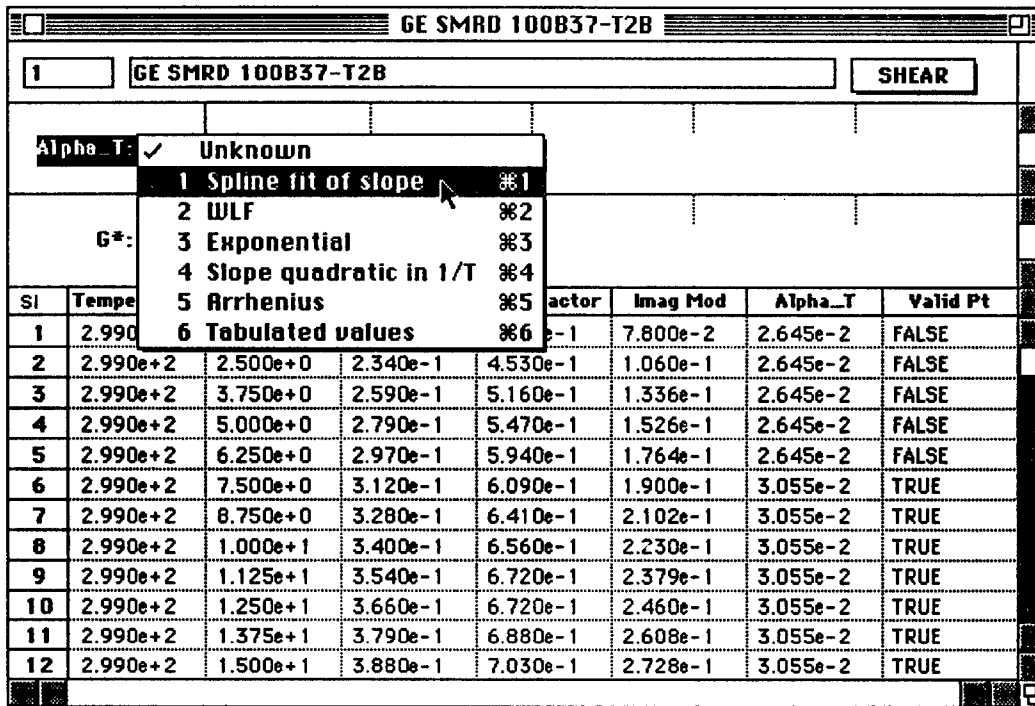 GE SMRD 100B37-T2B
1 GE SMRD 100B37-T2B SHEAR
Alpha_T: ✓ Unknown
1 Spline fit of slope ⌘1
2 WLF ⌘2
G*: 3 Exponential ⌘3
4 Slope quadratic in 1/T ⌘4
5 Arrhenius ⌘5
6 Tabulated values ⌘6
Sl Tempe actor Imag Mod Alpha_T Valid Pt
1 2.990 e-1 7.800e-2 2.645e-2 FALSE
2 2.990e+2 2.500e+0 2.340e-1 4.530e-1 1.060e-1 2.645e-2 FALSE
3 2.990e+2 3.750e+0 2.590e-1 5.160e-1 1.336e-1 2.645e-2 FALSE
4 2.990e+2 5.000e+0 2.790e-1 5.470e-1 1.526e-1 2.645e-2 FALSE
5 2.990e+2 6.250e+0 2.970e-1 5.940e-1 1.764e-1 2.645e-2 FALSE
6 2.990e+2 7.500e+0 3.120e-1 6.090e-1 1.900e-1 3.055e-2 TRUE
7 2.990e+2 8.750e+0 3.280e-1 6.410e-1 2.102e-1 3.055e-2 TRUE
8 2.990e+2 1.000e+1 3.400e-1 6.560e-1 2.230e-1 3.055e-2 TRUE
9 2.990e+2 1.125e+1 3.540e-1 6.720e-1 2.379e-1 3.055e-2 TRUE
10 2.990e+2 1.250e+1 3.660e-1 6.720e-1 2.460e-1 3.055e-2 TRUE
11 2.990e+2 1.375e+1 3.790e-1 6.880e-1 2.608e-1 3.055e-2 TRUE
12 2.990e+2 1.500e+1 3.880e-1 7.030e-1 2.728e-1 3.055e-2 TRUE